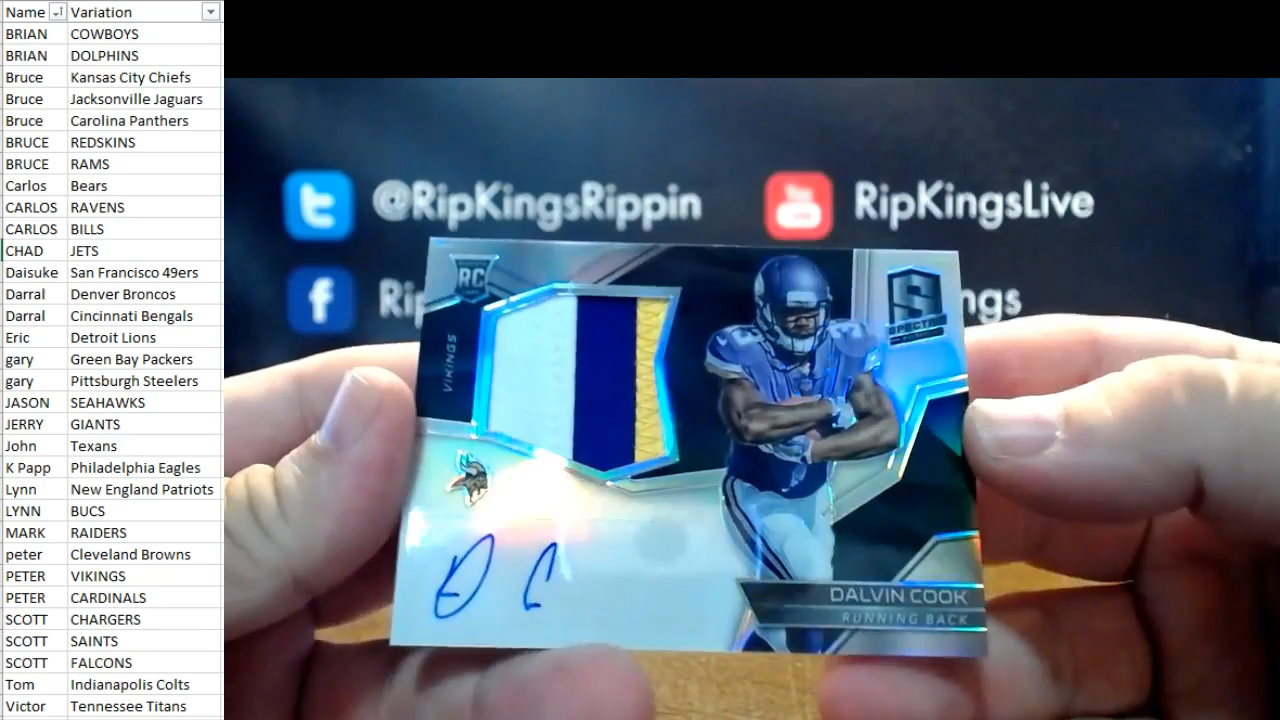 Name Variation
BRIAN COWBOYS
BRIAN DOLPHINS
Bruce Kansas City Chiefs
Bruce Jacksonville Jaguars
Bruce Carolina Panthers
BRUCE REDSKINS
BRUCE RAMS
Carlos Bears
CARLOS RAVENS
CARLOS BILLS
CHAD JETS
Daisuke San Francisco 49ers
Darral Denver Broncos
Darral Cincinnati Bengals
Eric Detroit Lions
gary Green Bay Packers
gary Pittsburgh Steelers
JASON SEAHAWKS
JERRY GIANTS
John Texans
K Papp Philadelphia Eagles
Lynn New England Patriots
LYNN BUCS
MARK RAIDERS
peter Cleveland Browns
PETER VIKINGS
PETER CARDINALS
SCOTT CHARGERS
SCOTT SAINTS
SCOTT FALCONS
Tom Indianapolis Colts
Victor Tennessee Titans
@RipKingsRippin
You RipKingsLive
f Rip ngs
RC
S
SPECTRA
VIKINGS
D C
DALVIN COOK
RUNNING BACK